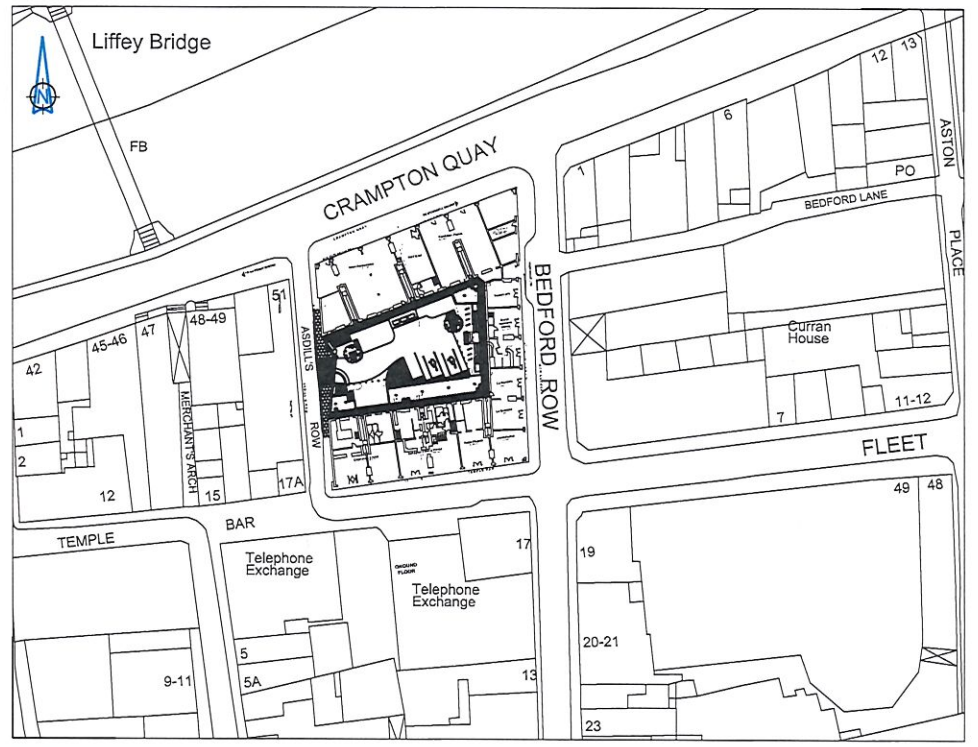 Liffey Bridge
N
FB
CRAMPTON QUAY
12
13
6
1
PO
ASTON
PLACE
BEDFORD LANE
BEDFORD ROW
Curran
House
7
11-12
FLEET
51
48-49
47
45-46
42
1
2
12
MERCHANT'S ARCH
15
17A
ASDILL'S
ROW
TEMPLE
BAR
Telephone
Exchange
GROUND
FLOOR
Telephone
Exchange
17
19
49
48
20-21
5
5A
9-11
13
23